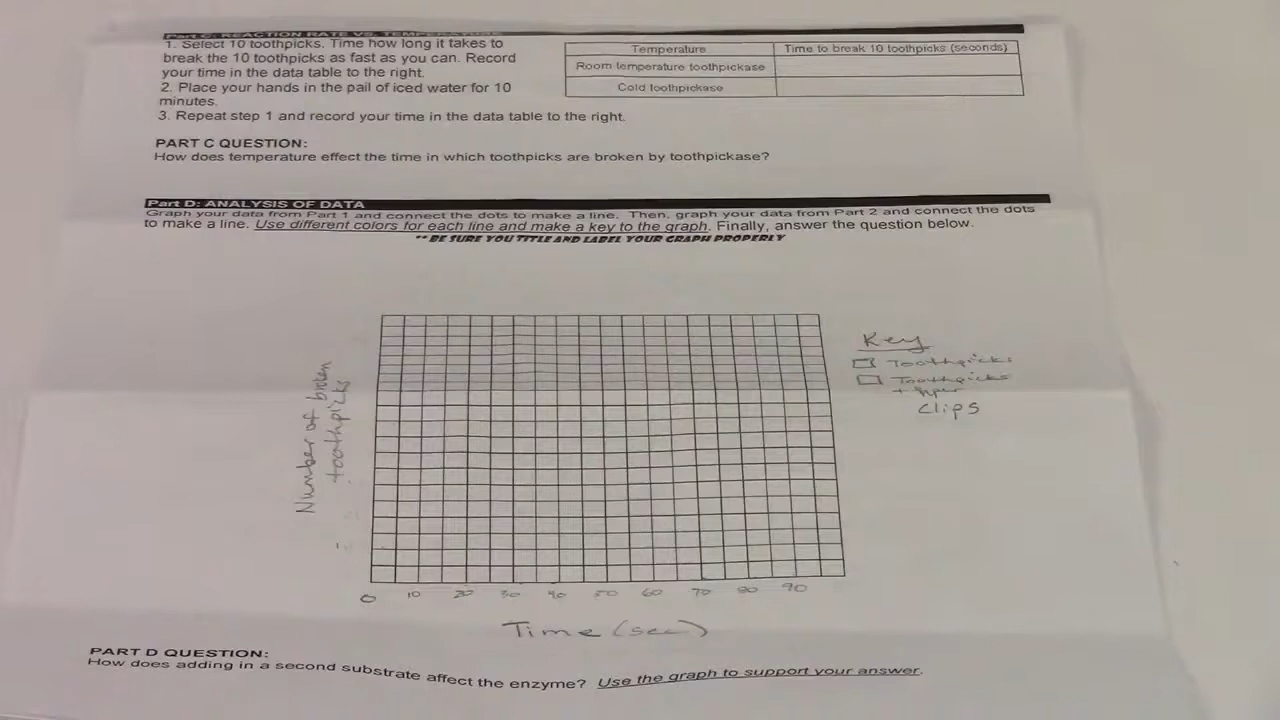 Part C: REACTION RATE VS. TEMPERATURE
1. Select 10 toothpicks. Time how long it takes to
break the 10 toothpicks as fast as you can. Record
your time in the data table to the right.
2. Place your hands in the pail of iced water for 10
minutes.
3. Repeat step 1 and record your time in the data table to the right.
Temperature Time to break 10 toothpicks (seconds)
Room temperature toothpickase
Cold toothpickase
PART C QUESTION:
How does temperature effect the time in which toothpicks are broken by toothpickase?
Part D: ANALYSIS OF DATA
Graph your data from Part 1 and connect the dots to make a line. Then, graph your data from Part 2 and connect the dots
to make a line. Use different colors for each line and make a key to the graph. Finally, answer the question below.
**BE SURE YOU TITLE AND LABEL YOUR GRAPH PROPERLY
Number of broken
toothpicks
Key
Toothpicks
Toothpicks
+ paper
clips
0 10 20 30 40 50 60 70 80 90
Time (sec)
PART D QUESTION:
How does adding in a second substrate affect the enzyme? Use the graph to support your answer.